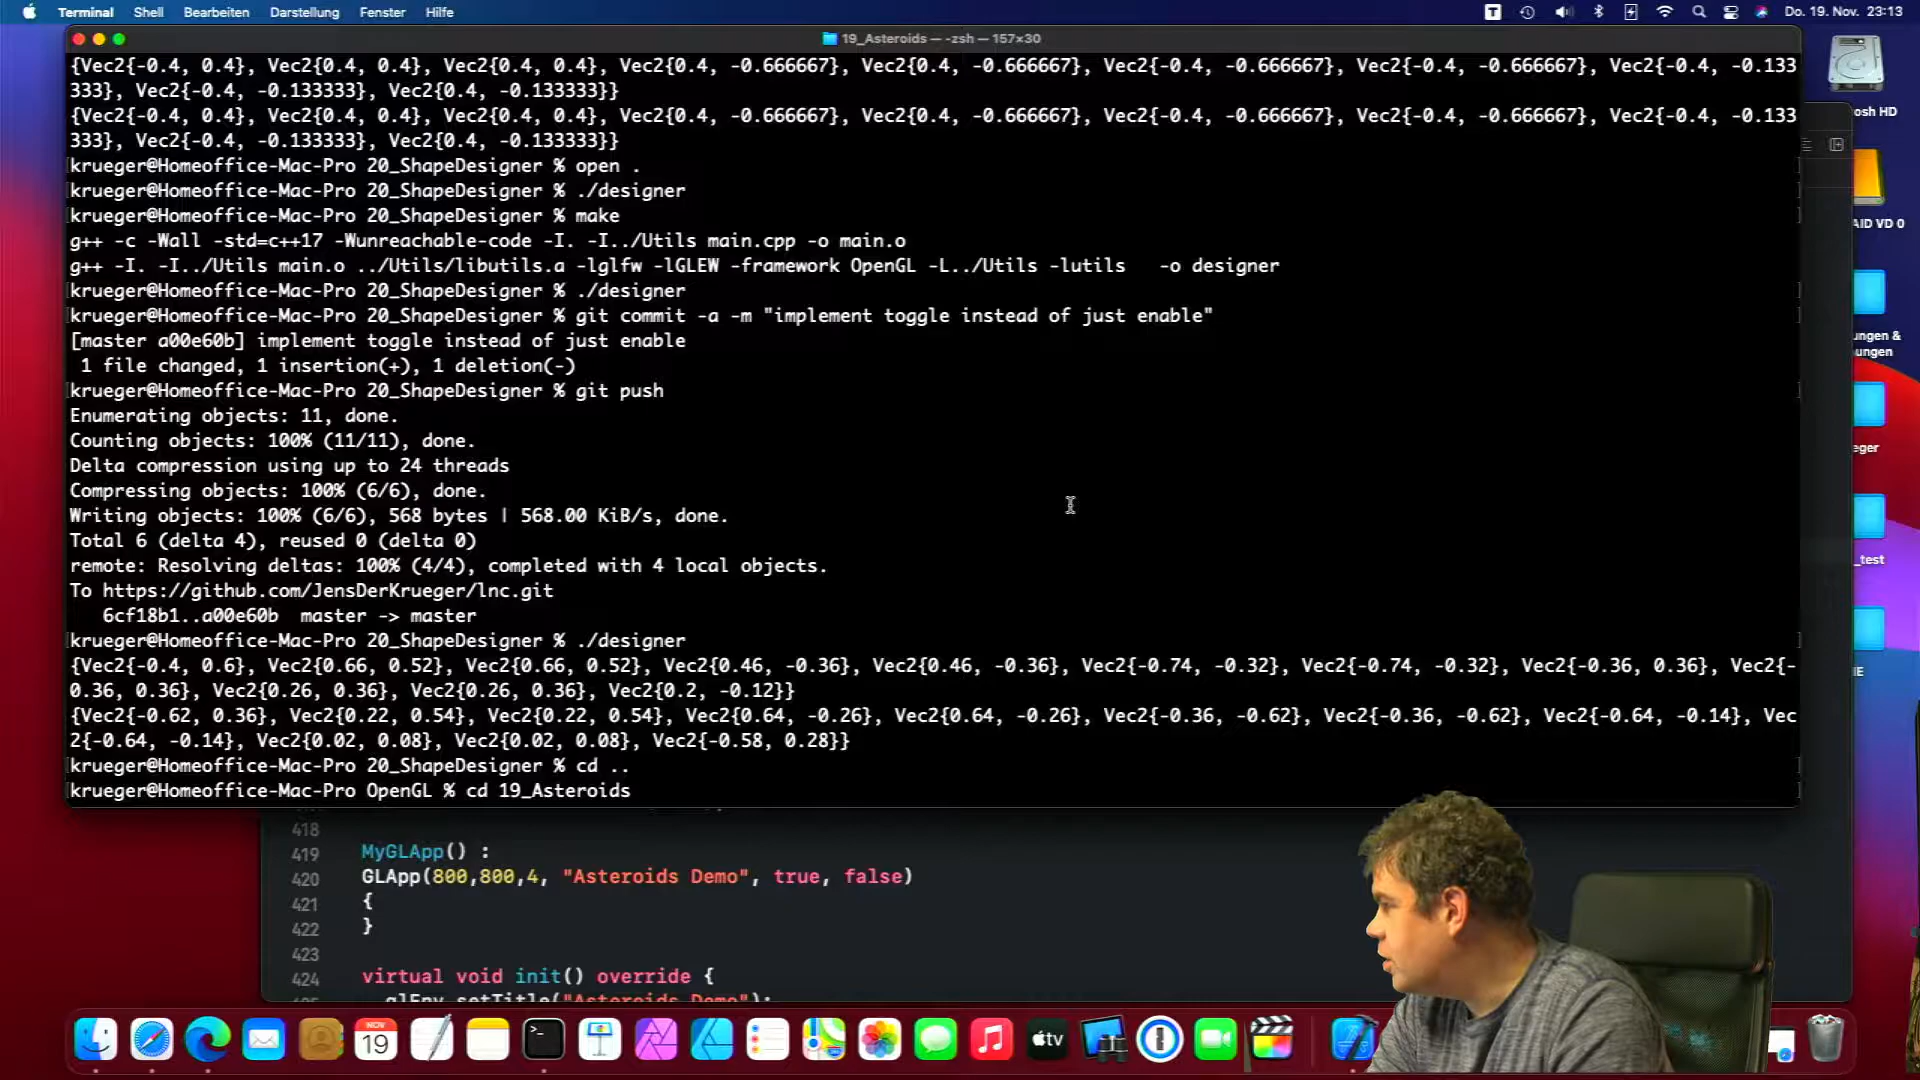 Terminal Shell Bearbeiten Darstellung Fenster Hilfe Do. 19. Nov. 23:13
19_Asteroids — -zsh — 157×30
{Vec2{-0.4, 0.4}, Vec2{0.4, 0.4}, Vec2{0.4, 0.4}, Vec2{0.4, -0.666667}, Vec2{0.4, -0.666667}, Vec2{-0.4, -0.666667}, Vec2{-0.4, -0.666667}, Vec2{-0.4, -0.133
333}, Vec2{-0.4, -0.133333}, Vec2{0.4, -0.133333}}
{Vec2{-0.4, 0.4}, Vec2{0.4, 0.4}, Vec2{0.4, 0.4}, Vec2{0.4, -0.666667}, Vec2{0.4, -0.666667}, Vec2{-0.4, -0.666667}, Vec2{-0.4, -0.666667}, Vec2{-0.4, -0.133
333}, Vec2{-0.4, -0.133333}, Vec2{0.4, -0.133333}}
krueger@Homeoffice-Mac-Pro 20_ShapeDesigner % open .
krueger@Homeoffice-Mac-Pro 20_ShapeDesigner % ./designer
krueger@Homeoffice-Mac-Pro 20_ShapeDesigner % make
g++ -c -Wall -std=c++17 -Wunreachable-code -I. -I../Utils main.cpp -o main.o
g++ -I. -I../Utils main.o ../Utils/libutils.a -lglfw -lGLEW -framework OpenGL -L../Utils -lutils   -o designer
krueger@Homeoffice-Mac-Pro 20_ShapeDesigner % ./designer
krueger@Homeoffice-Mac-Pro 20_ShapeDesigner % git commit -a -m "implement toggle instead of just enable"
[master a00e60b] implement toggle instead of just enable
1 file changed, 1 insertion(+), 1 deletion(-)
krueger@Homeoffice-Mac-Pro 20_ShapeDesigner % git push
Enumerating objects: 11, done.
Counting objects: 100% (11/11), done.
Delta compression using up to 24 threads
Compressing objects: 100% (6/6), done.
Writing objects: 100% (6/6), 568 bytes | 568.00 KiB/s, done.
Total 6 (delta 4), reused 0 (delta 0)
remote: Resolving deltas: 100% (4/4), completed with 4 local objects.
To https://github.com/JensDerKrueger/lnc.git
6cf18b1..a00e60b  master -> master
krueger@Homeoffice-Mac-Pro 20_ShapeDesigner % ./designer
{Vec2{-0.4, 0.6}, Vec2{0.66, 0.52}, Vec2{0.66, 0.52}, Vec2{0.46, -0.36}, Vec2{0.46, -0.36}, Vec2{-0.74, -0.32}, Vec2{-0.74, -0.32}, Vec2{-0.36, 0.36}, Vec2{-
0.36, 0.36}, Vec2{0.26, 0.36}, Vec2{0.26, 0.36}, Vec2{0.2, -0.12}}
{Vec2{-0.62, 0.36}, Vec2{0.22, 0.54}, Vec2{0.22, 0.54}, Vec2{0.64, -0.26}, Vec2{0.64, -0.26}, Vec2{-0.36, -0.62}, Vec2{-0.36, -0.62}, Vec2{-0.64, -0.14}, Vec
2{-0.64, -0.14}, Vec2{0.02, 0.08}, Vec2{0.02, 0.08}, Vec2{-0.58, 0.28}}
krueger@Homeoffice-Mac-Pro 20_ShapeDesigner % cd ..
krueger@Homeoffice-Mac-Pro OpenGL % cd 19_Asteroids
418
419 MyGLApp() :
420 GLApp(800,800,4, "Asteroids Demo", true, false)
421 {
422 }
423
424 virtual void init() override {
glEnv.setTitle("Asteroids Demo");
osh HD
AID VD 0
ungen &
ungen
eger
_test
NE
NOV
19
tv